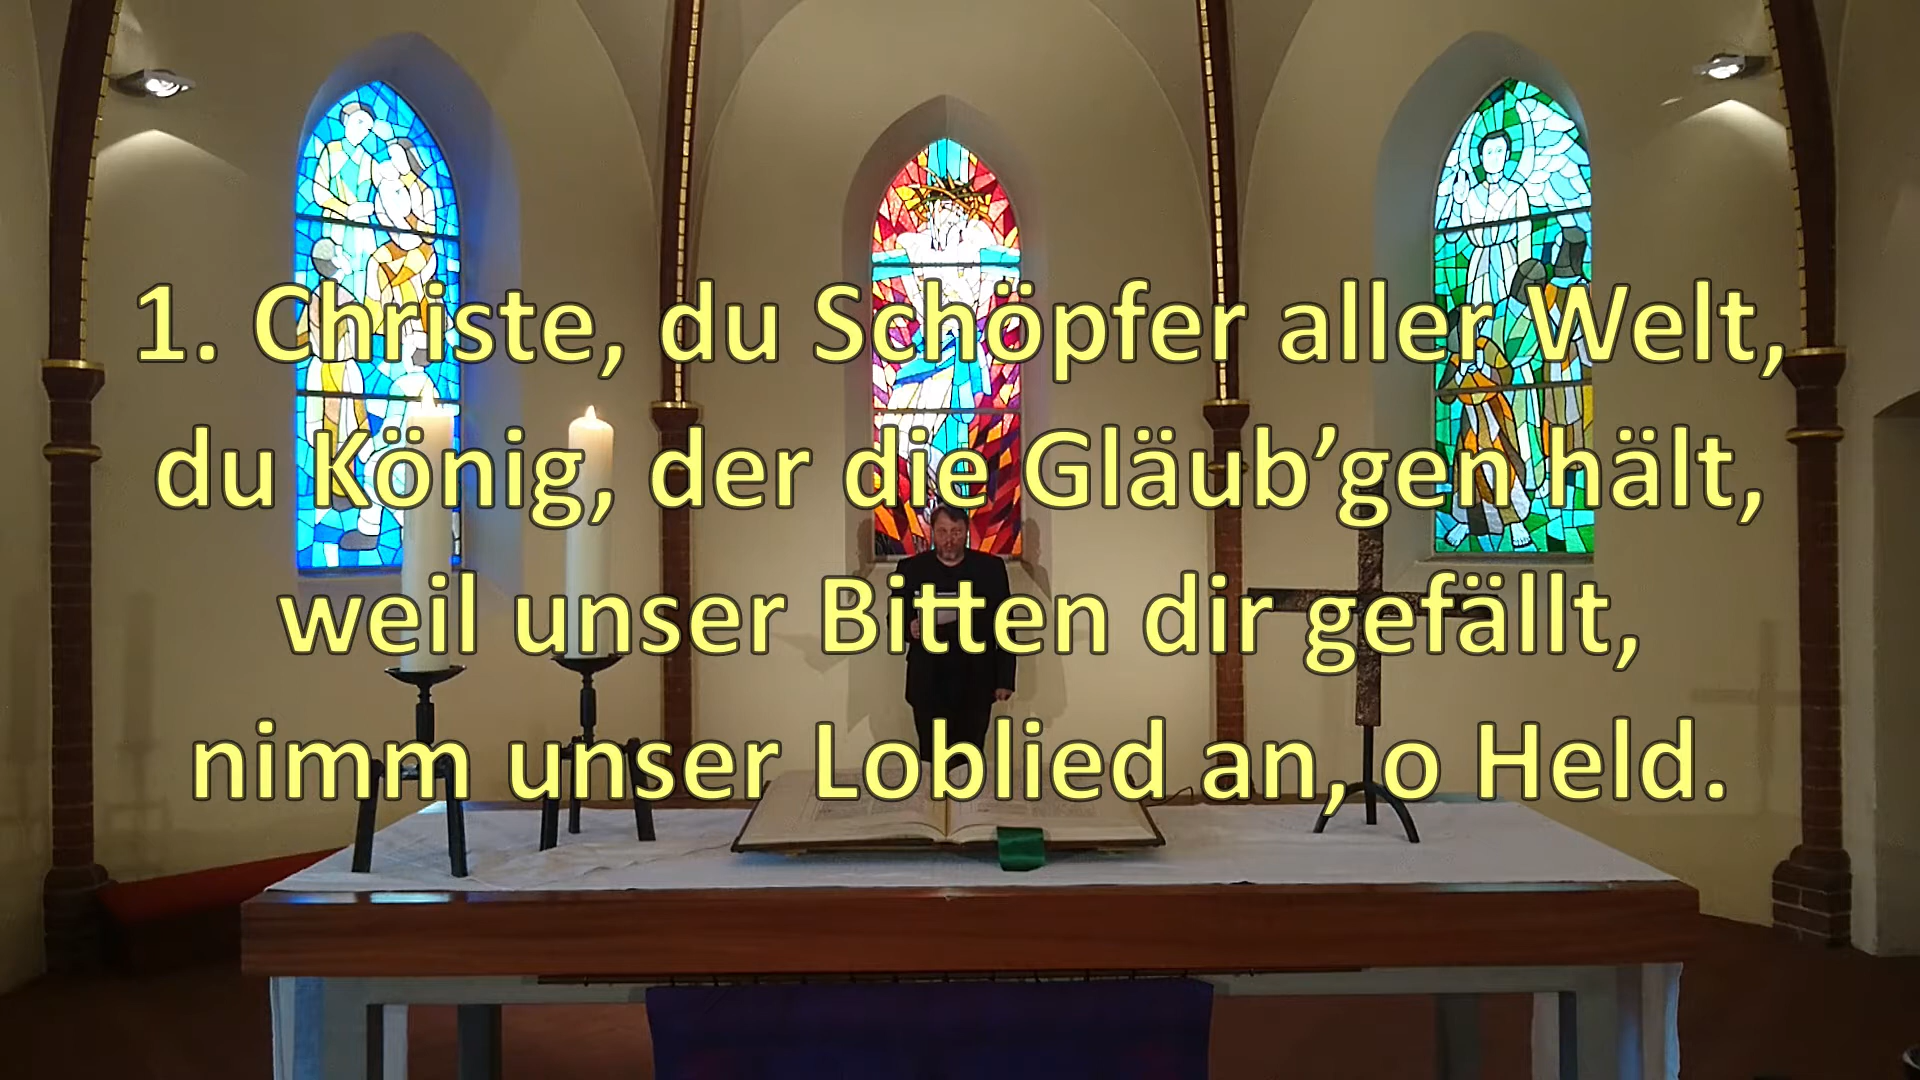 1. Christe, du Schöpfer aller Welt,
du König, der die Gläub’gen hält,
weil unser Bitten dir gefällt,
nimm unser Loblied an, o Held.